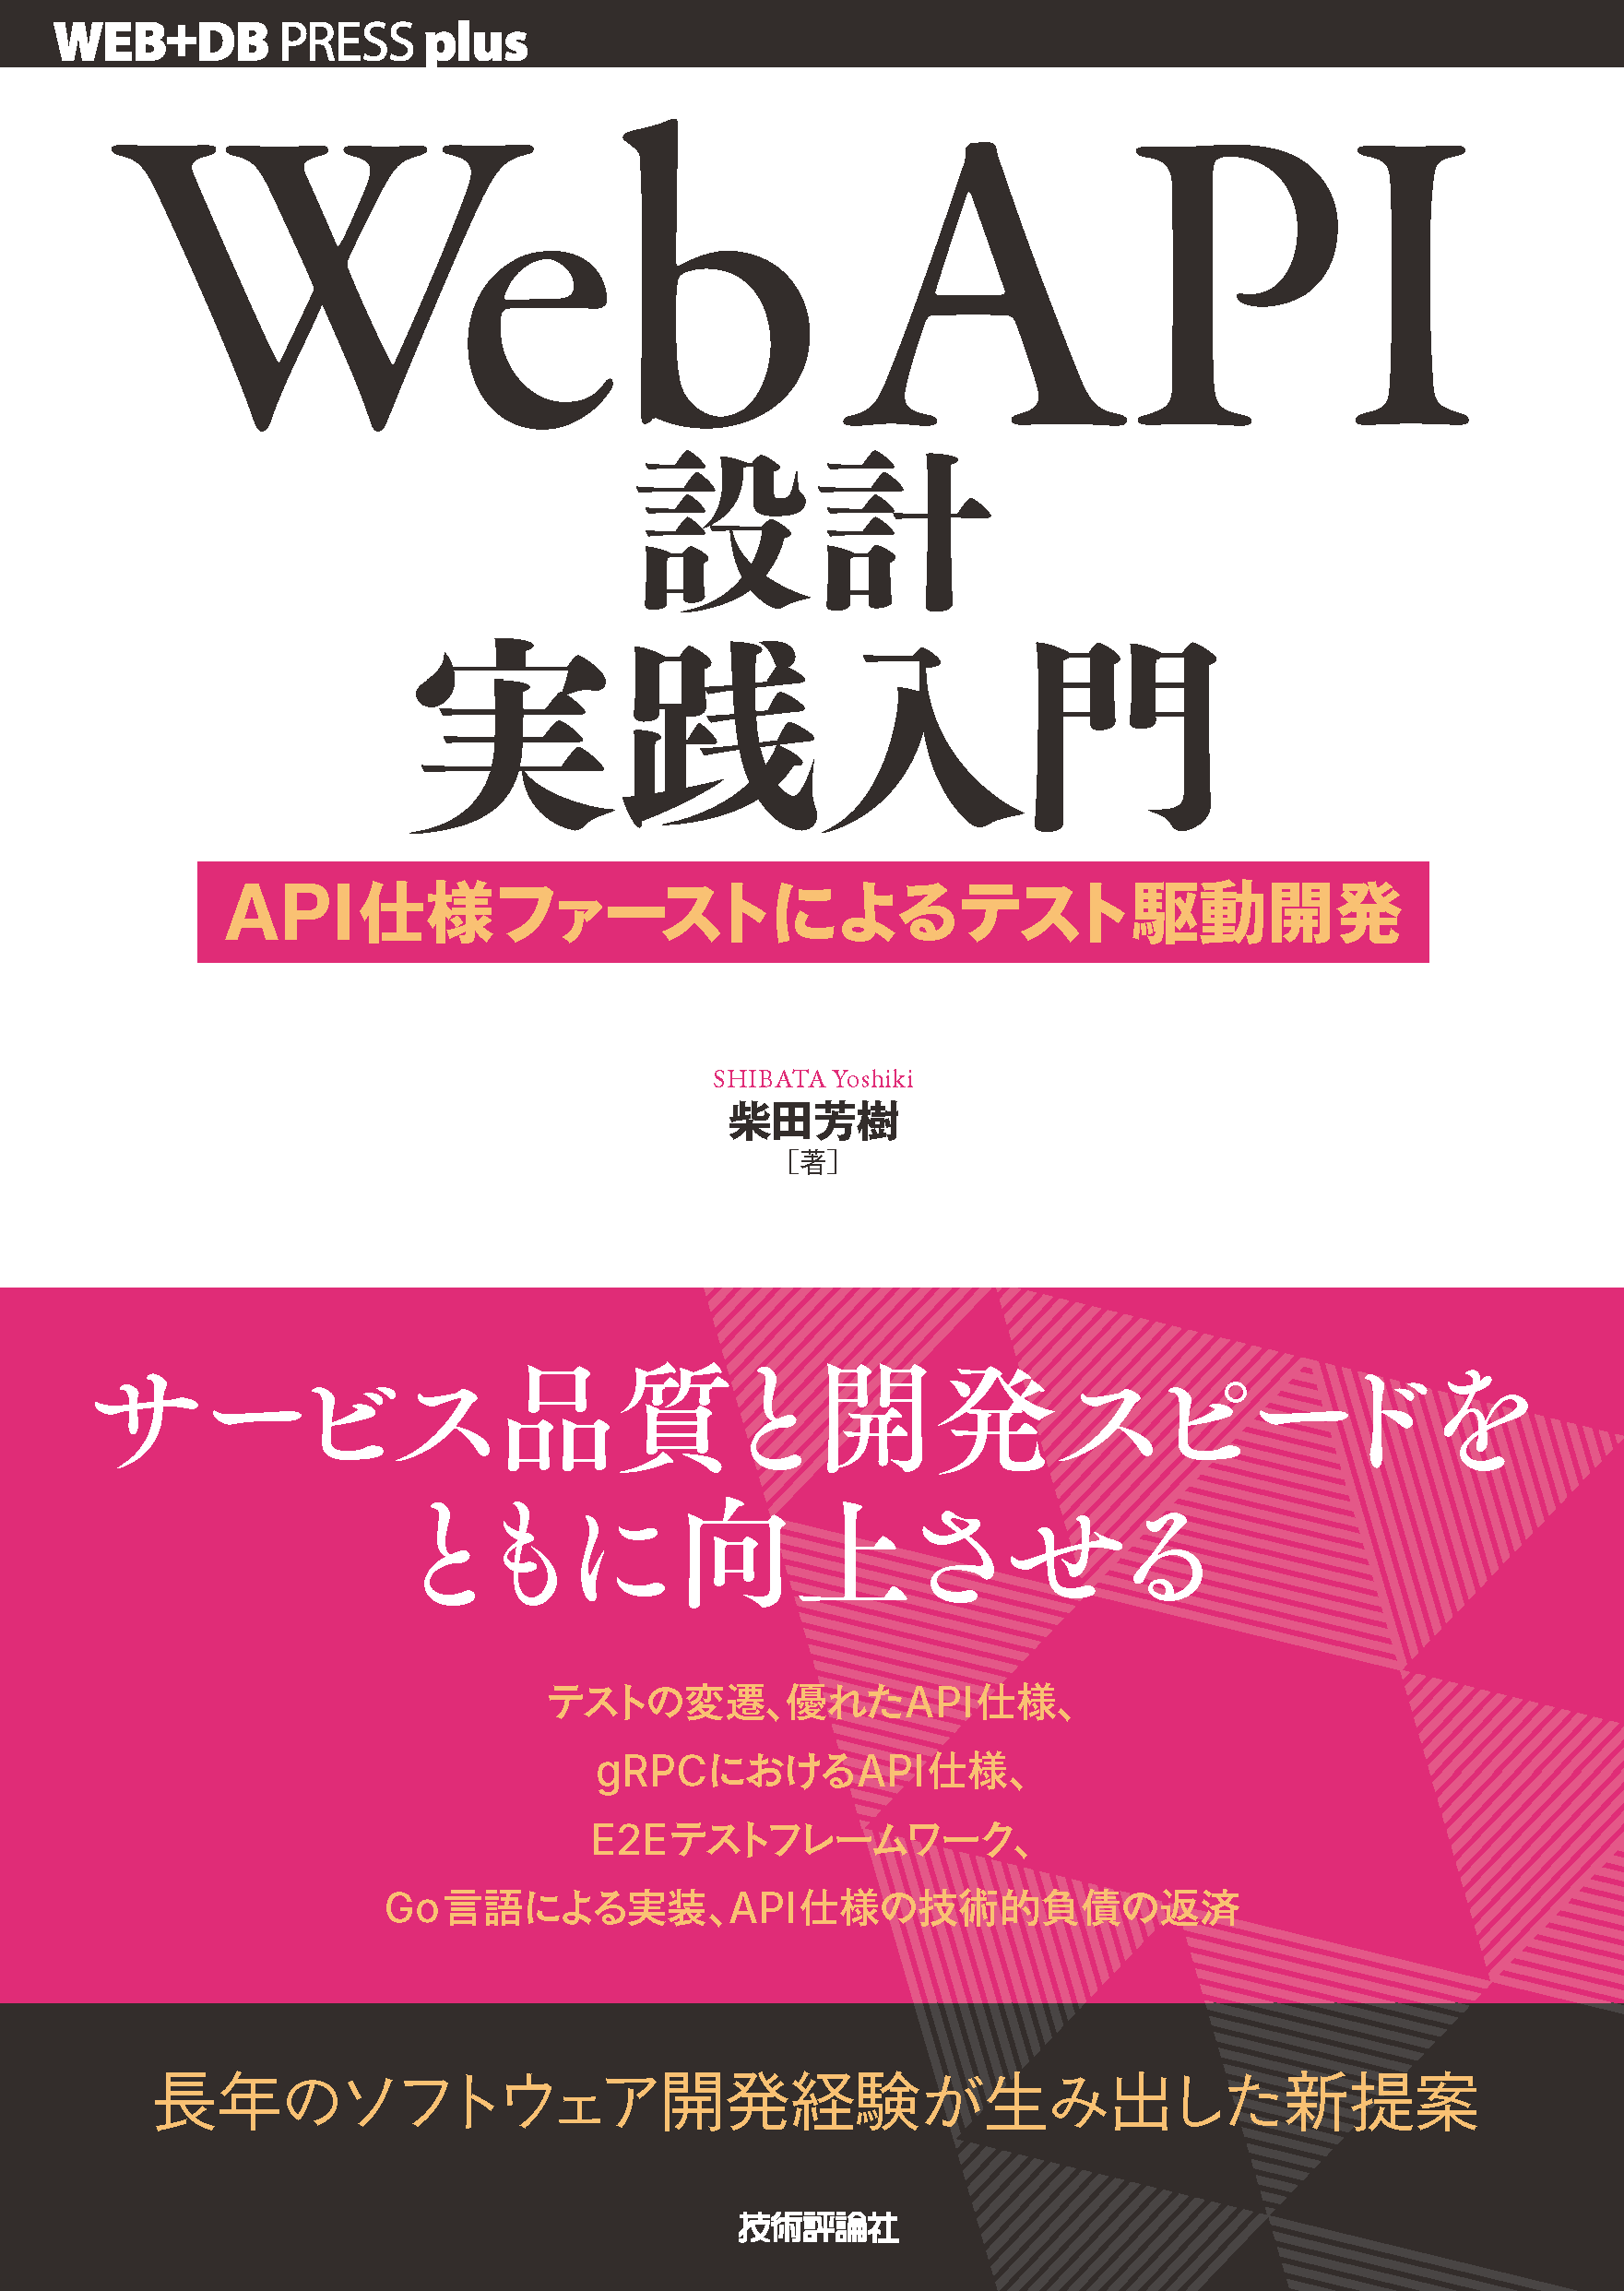 WEB+DB PRESS plus
Web API
設計
実践入門
API仕様ファーストによるテスト駆動開発
SHIBATA Yoshiki
柴田芳樹
[著]
サービス品質と開発スピードを
ともに向上させる
テストの変遷、優れたAPI仕様、
gRPCにおけるAPI仕様、
E2Eテストフレームワーク、
Go言語による実装、API仕様の技術的負債の返済
長年のソフトウェア開発経験が生み出した新提案
技術評論社